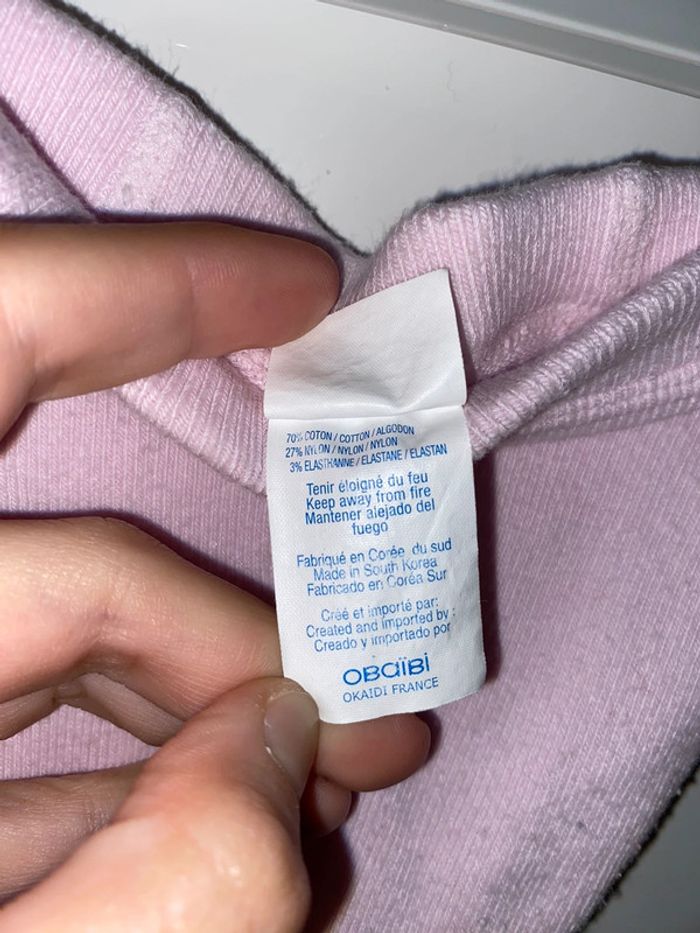 70% COTON / COTTON / ALGODON
27% NYLON / NYLON / NYLON
3% ELASTHANNE / ELASTANE / ELASTAN
Tenir éloigné du feu
Keep away from fire
Mantener alejado del
fuego
Fabriqué en Corée du sud
Made in South Korea
Fabricado en Coréa Sur
Créé et importé par:
Created and imported by :
Creado y importado por
OBaïBi
OKAIDI FRANCE